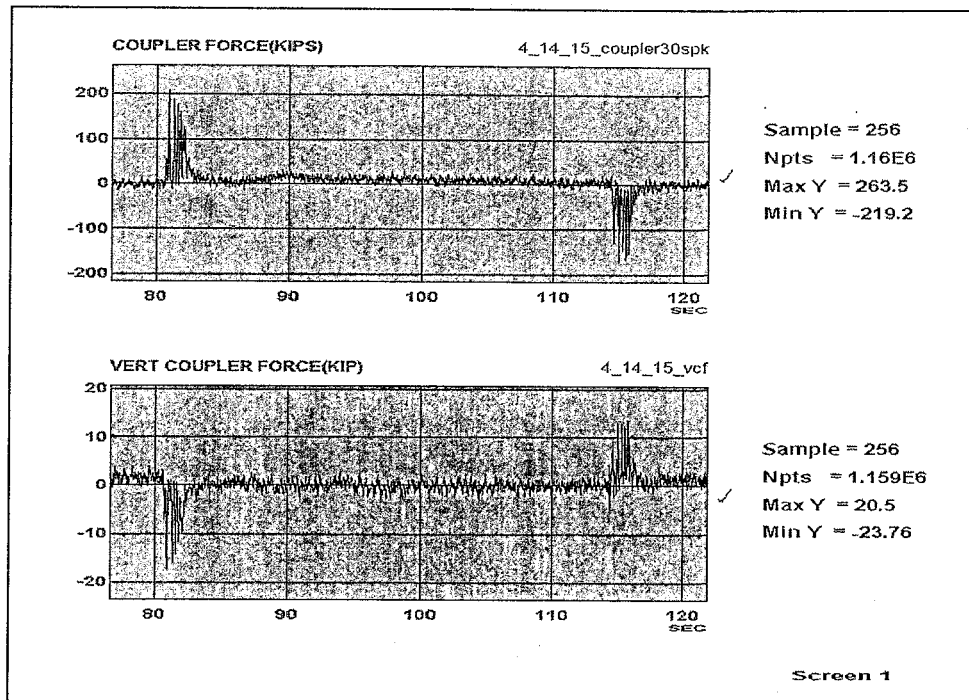 COUPLER FORCE(KIPS) 4_14_15_coupler30spk
200
100
0
-100
-200
80 90 100 110 120
SEC
Sample = 256
Npts = 1.16E6
Max Y = 263.5
Min Y = -219.2
VERT COUPLER FORCE(KIP) 4_14_15_vcf
20
10
0
-10
-20
80 90 100 110 120
SEC
Sample = 256
Npts = 1.159E6
Max Y = 20.5
Min Y = -23.76
Screen 1